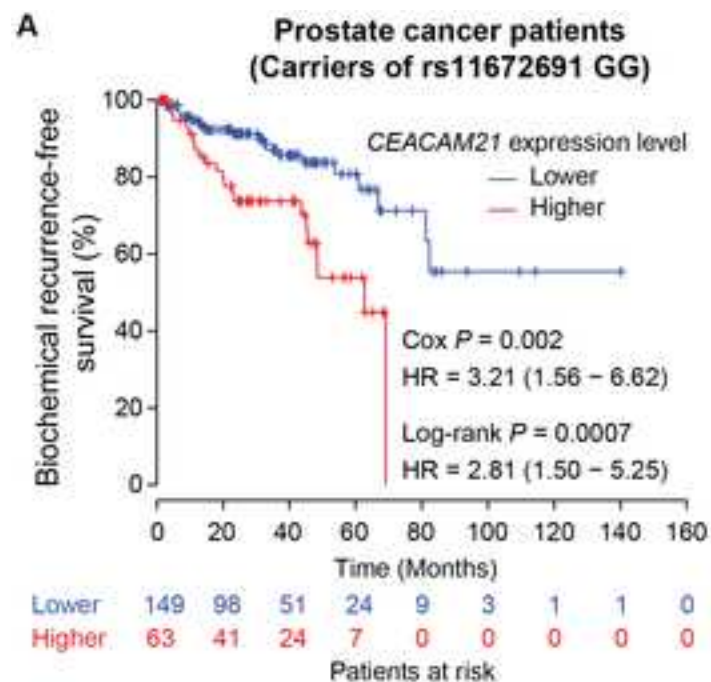 A
Prostate cancer patients
(Carriers of rs11672691 GG)
Biochemical recurrence-free
survival (%)
100
80
60
40
20
0
CEACAM21 expression level
Lower
Higher
Cox P = 0.002
HR = 3.21 (1.56 − 6.62)
Log-rank P = 0.0007
HR = 2.81 (1.50 − 5.25)
0 20 40 60 80 100 120 140 160
Time (Months)
Lower 149 98 51 24 9 3 1 1 0
Higher 63 41 24 7 0 0 0 0 0
Patients at risk